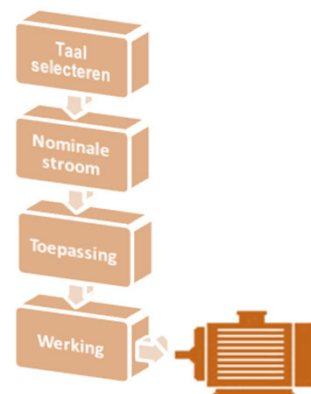 Taal
selecteren
Nominale
stroom
Toepassing
Werking